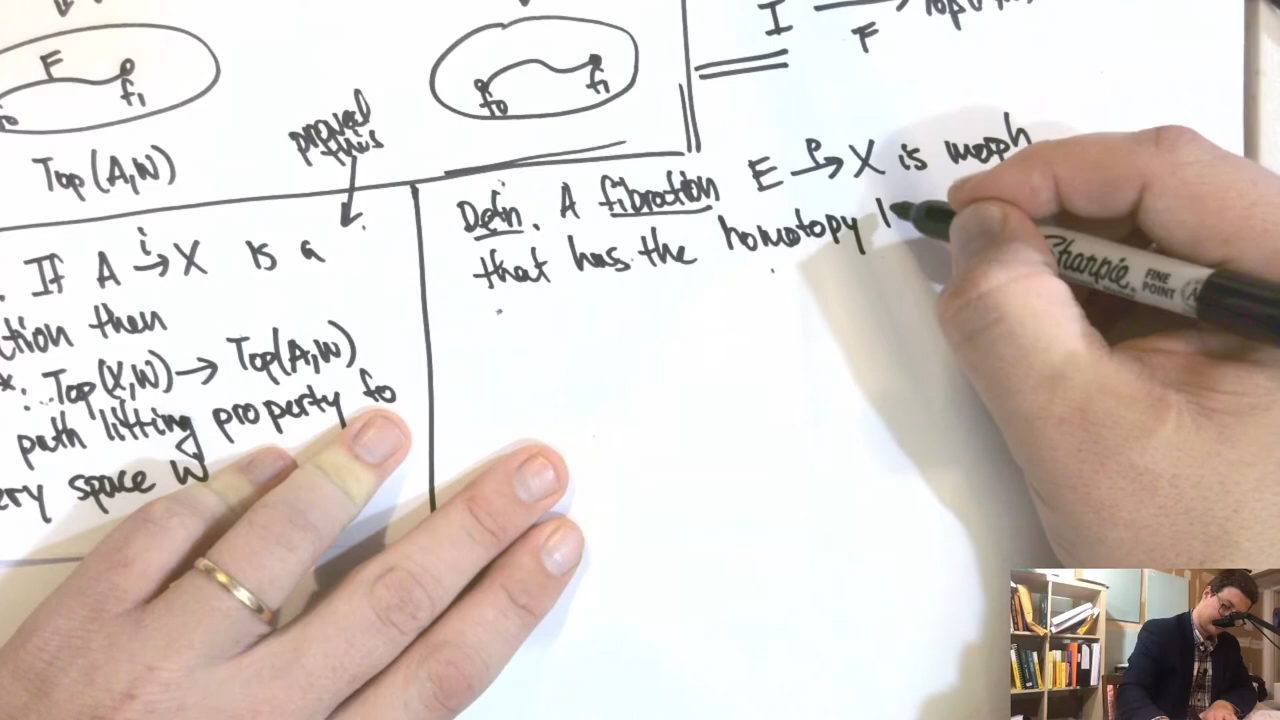 F
f1
Top(A,W)
f0 f1
I
F
proved
this
. If A i→ X is a
ction then
*: Top(X,W) → Top(A,W)
path lifting property fo
ery space W
Defn. A fibration E p→ X is morph
that has the homotopy l
Sharpie
FINE
POINT